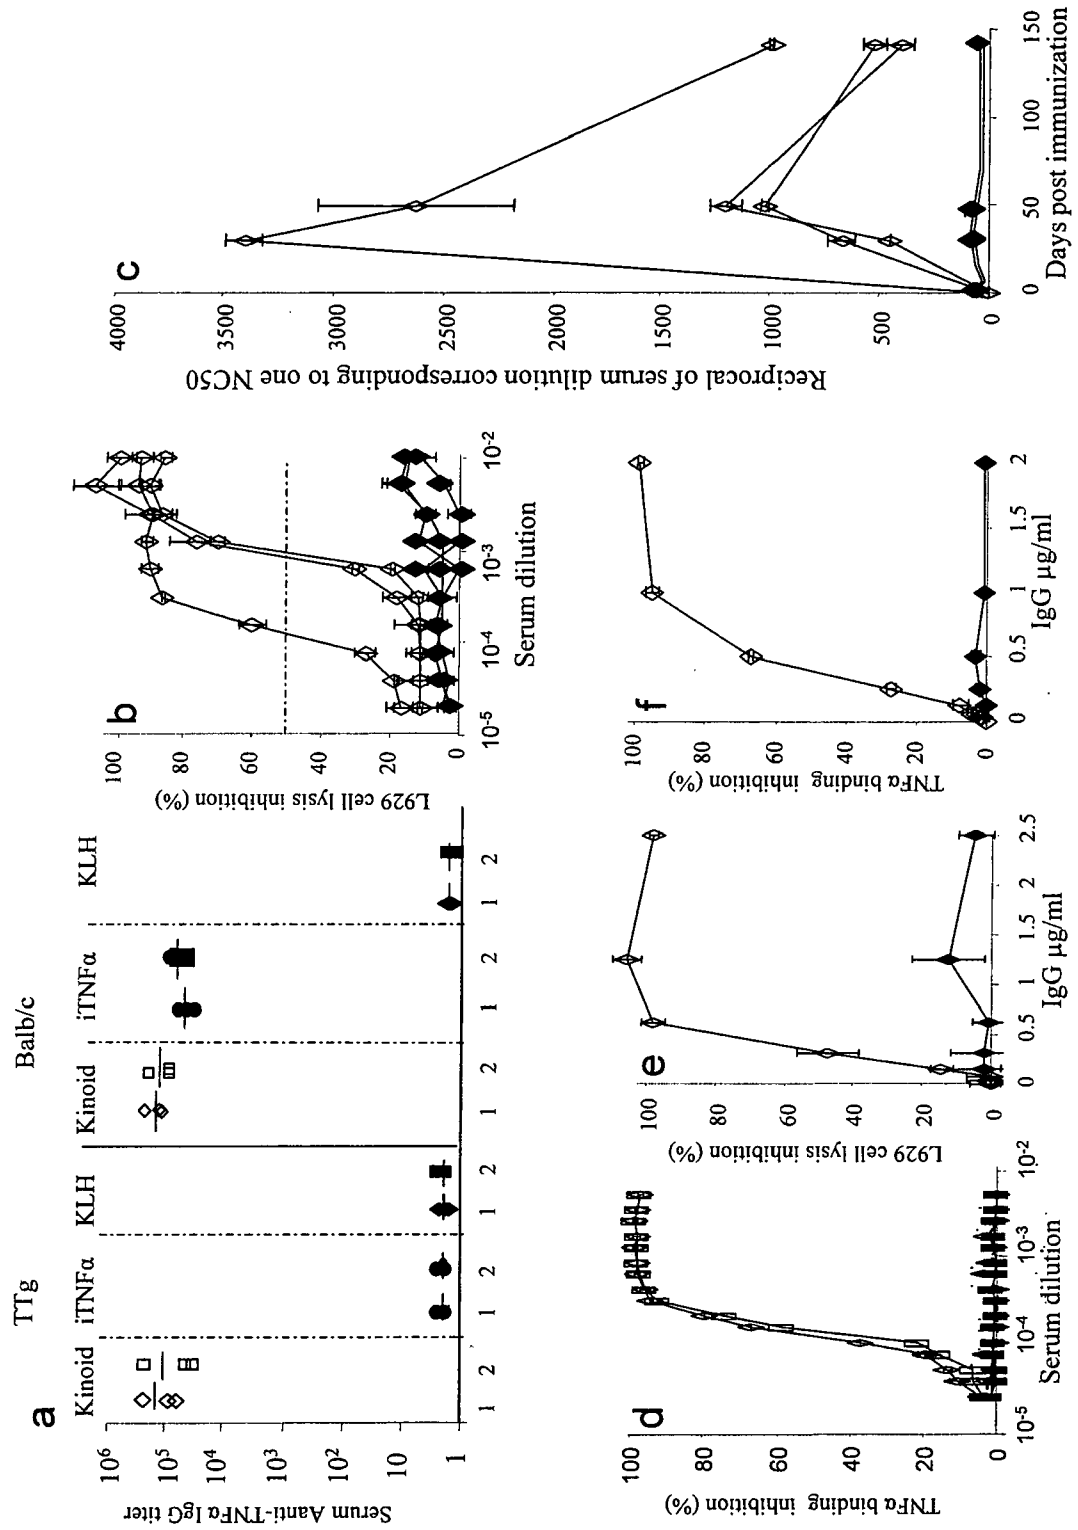 a
TTg
Balb/c
Kinoid
iTNFα
KLH
Kinoid
iTNFα
KLH
Serum Aanti-TNFα IgG titer
10⁶
10⁵
10⁴
10³
10²
10
1
1 2 1 2 1 2 1 2 1 2 1 2
b
L929 cell lysis inhibition (%)
100
80
60
40
20
0
10⁻⁵ 10⁻⁴ 10⁻³ 10⁻²
Serum dilution
c
Reciprocal of serum dilution corresponding to one NC50
4000
3500
3000
2500
2000
1500
1000
500
0
0 50 100 150
Days post immunization
d
TNFα binding inhibition (%)
100
80
60
40
20
0
10⁻⁵ 10⁻⁴ 10⁻³ 10⁻²
Serum dilution
e
L929 cell lysis inhibition (%)
100
80
60
40
20
0
0 0.5 1 1.5 2 2.5
IgG µg/ml
f
TNFα binding inhibition (%)
100
80
60
40
20
0
0 0.5 1 1.5 2
IgG µg/ml